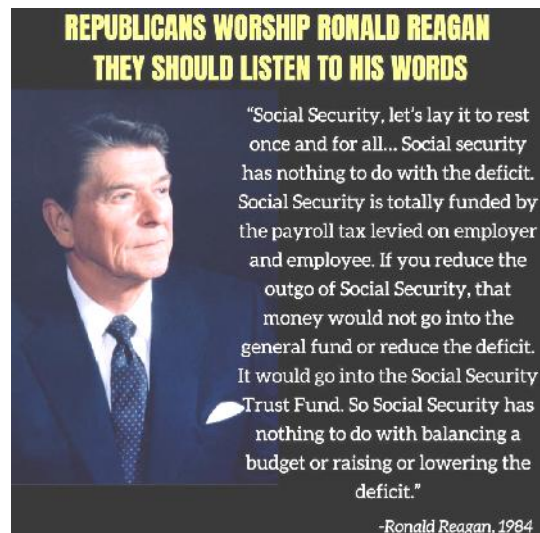 REPUBLICANS WORSHIP RONALD REAGAN
THEY SHOULD LISTEN TO HIS WORDS
“Social Security, let’s lay it to rest
once and for all... Social security
has nothing to do with the deficit.
Social Security is totally funded by
the payroll tax levied on employer
and employee. If you reduce the
outgo of Social Security, that
money would not go into the
general fund or reduce the deficit.
It would go into the Social Security
Trust Fund. So Social Security has
nothing to do with balancing a
budget or raising or lowering the
deficit.”
-Ronald Reagan, 1984